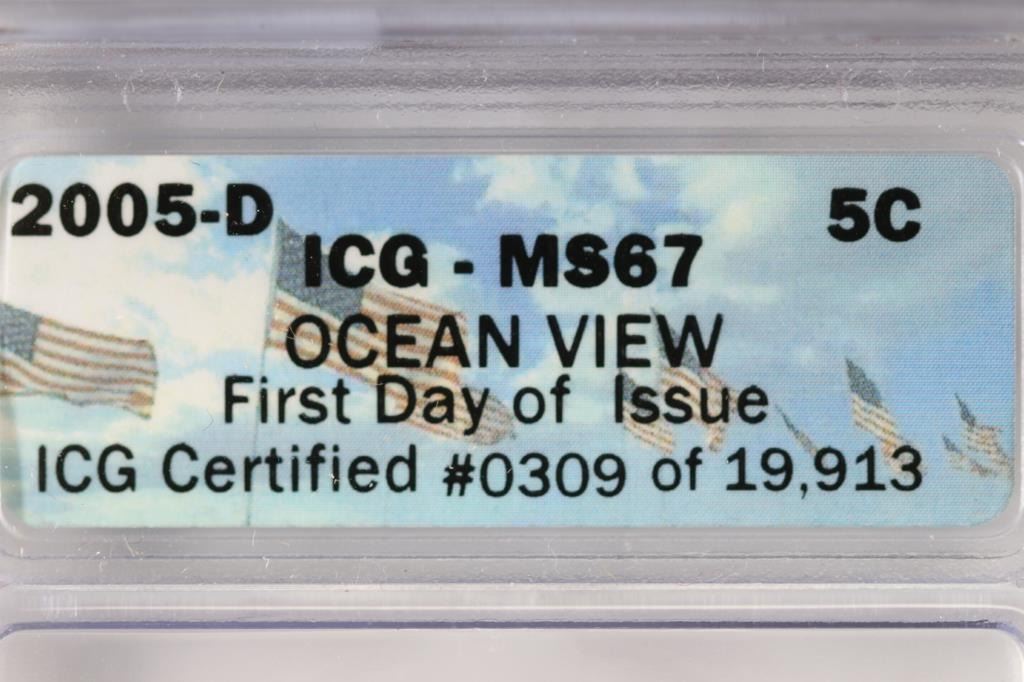 2005-D 5C
ICG - MS67
OCEAN VIEW
First Day of Issue
ICG Certified #0309 of 19,913